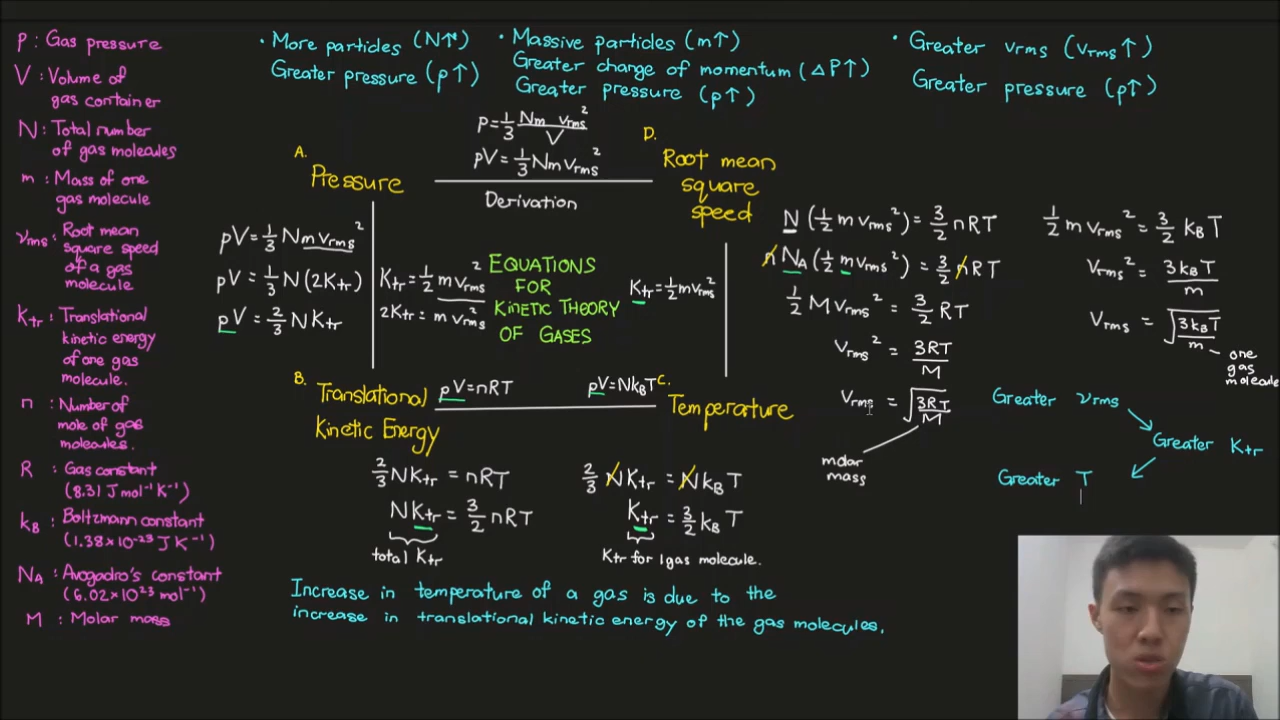 P : Gas pressure
V : Volume of
gas container
N : Total number
of gas molecules
m : Mass of one
gas molecule
vrms : Root mean
square speed
of a gas
molecule
Ktr : Translational
kinetic energy
of one gas
molecule.
n : Number of
mole of gas
molecules.
R : Gas constant
(8.31 J mol⁻¹ K⁻¹)
kB : Boltzmann constant
(1.38×10⁻²³ J K⁻¹)
NA : Avogadro's constant
(6.02×10²³ mol⁻¹)
M : Molar mass
• More particles (N↑)
Greater pressure (p↑)
• Massive particles (m↑)
Greater change of momentum (ΔP↑)
Greater pressure (p↑)
• Greater vrms (vrms↑)
Greater pressure (p↑)
A.
Pressure
P = 1/3 Nm vrms²/V
pV = 1/3 Nm vrms²
Derivation
D.
Root mean
square
speed
pV = 1/3 N m vrms²
pV = 1/3 N (2Ktr)
pV = 2/3 N Ktr
Ktr = 1/2 m vrms²
2Ktr = m vrms²
EQUATIONS
FOR
KINETIC THEORY
OF GASES
Ktr = 1/2 m vrms²
B.
Translational
Kinetic Energy
pV = nRT
pV = NkBT
C.
Temperature
2/3 N Ktr = nRT
N Ktr = 3/2 nRT
total Ktr
2/3 N Ktr = N kB T
Ktr = 3/2 kB T
Ktr for 1 gas molecule.
N (1/2 m vrms²) = 3/2 nRT
n NA (1/2 m vrms²) = 3/2 n RT
1/2 M vrms² = 3/2 RT
vrms² = 3RT/M
vrms = √(3RT/M)
molar
mass
1/2 m vrms² = 3/2 kB T
vrms² = 3kBT/m
vrms = √(3kBT/m)
one
gas
molecule
Greater vrms
Greater Ktr
Greater T
Increase in temperature of a gas is due to the
increase in translational kinetic energy of the gas molecules.